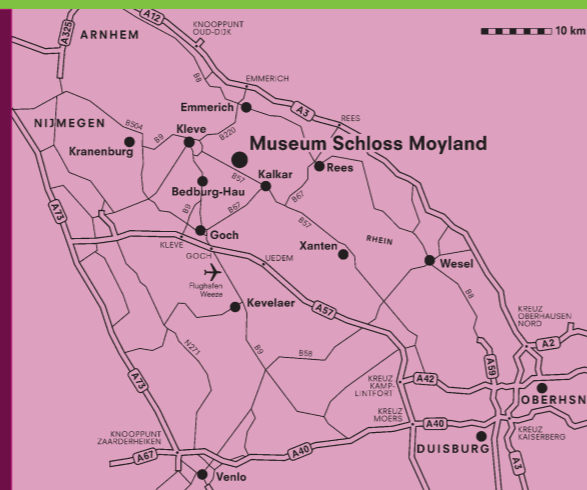 A12
KNOOPPUNT
OUD-DIJK
10 km
A325
ARNHEM
B8
EMMERICH
A3
Emmerich
NIJMEGEN
B504
Kleve
B220
REES
B9
Kranenburg
Museum Schloss Moyland
B57
Kalkar
Rees
Bedburg-Hau
B67
B9
B67
A73
B57
Goch
RHEIN
KLEVE
Xanten
GOCH
UEDEM
Wesel
Flughafen
Weeze
B8
Kevelaer
A57
KREUZ
OBERHAUSEN
NORD
A2
N271
B9
B58
A59
A73
KREUZ
KAMP-
LINTFORT
A42
OBERHSN
KREUZ
MOERS
A40
KREUZ
KAISERBERG
KNOOPPUNT
ZAARDERHEIKEN
A67
A40
DUISBURG
A3
Venlo